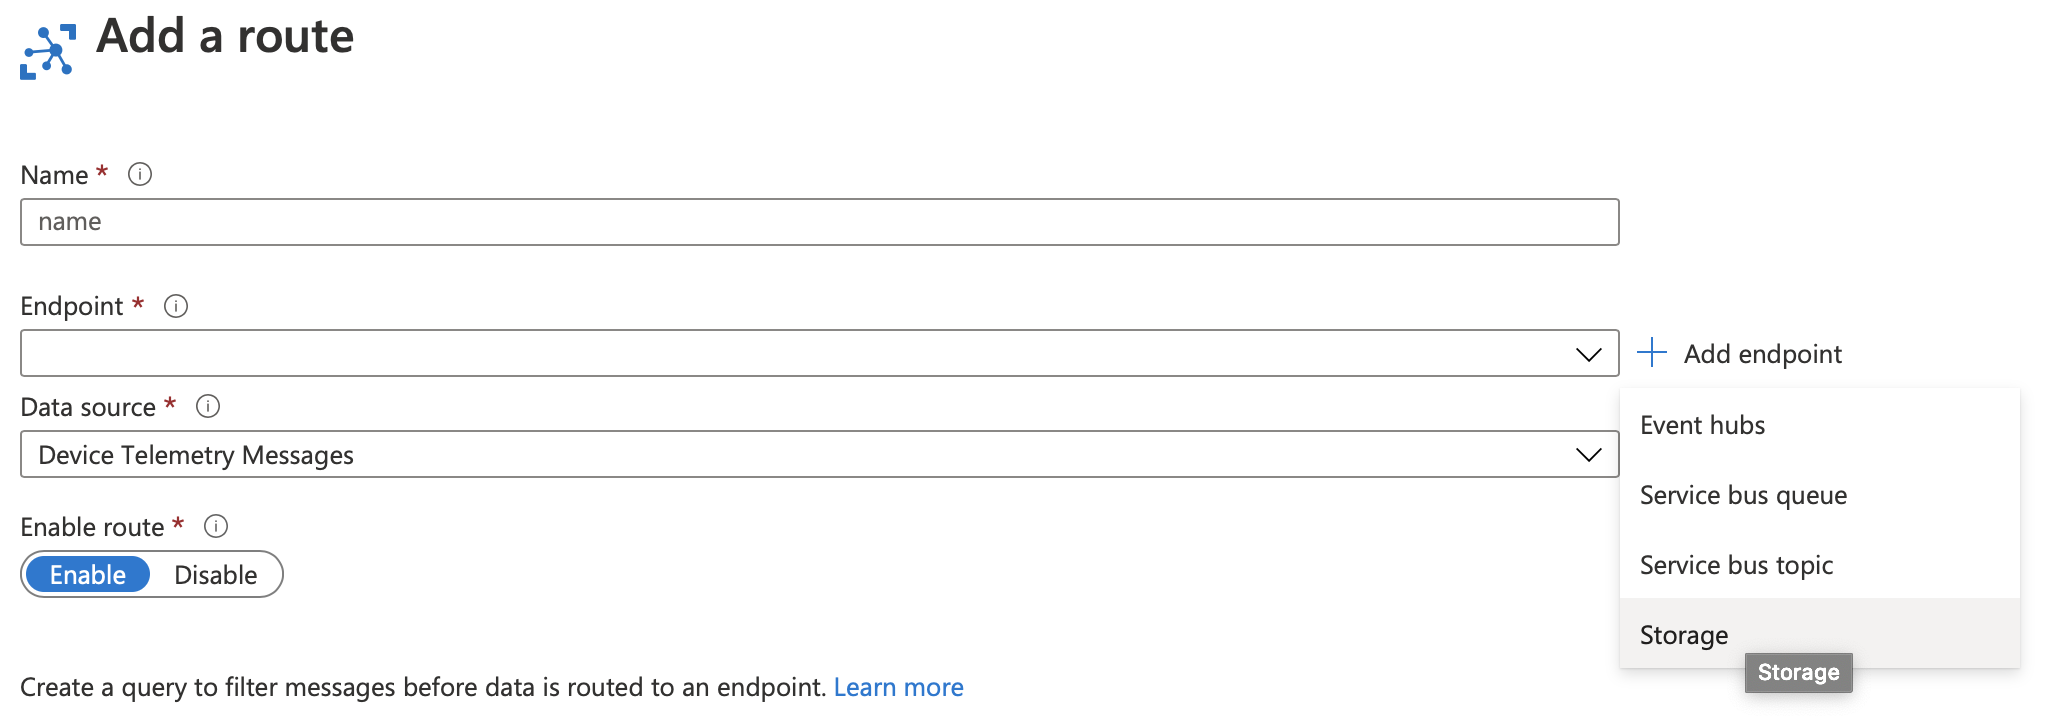 Add a route
Name *
name
Endpoint *
Add endpoint
Data source *
Device Telemetry Messages
Event hubs
Service bus queue
Service bus topic
Storage
Storage
Enable route *
Enable Disable
Create a query to filter messages before data is routed to an endpoint. Learn more